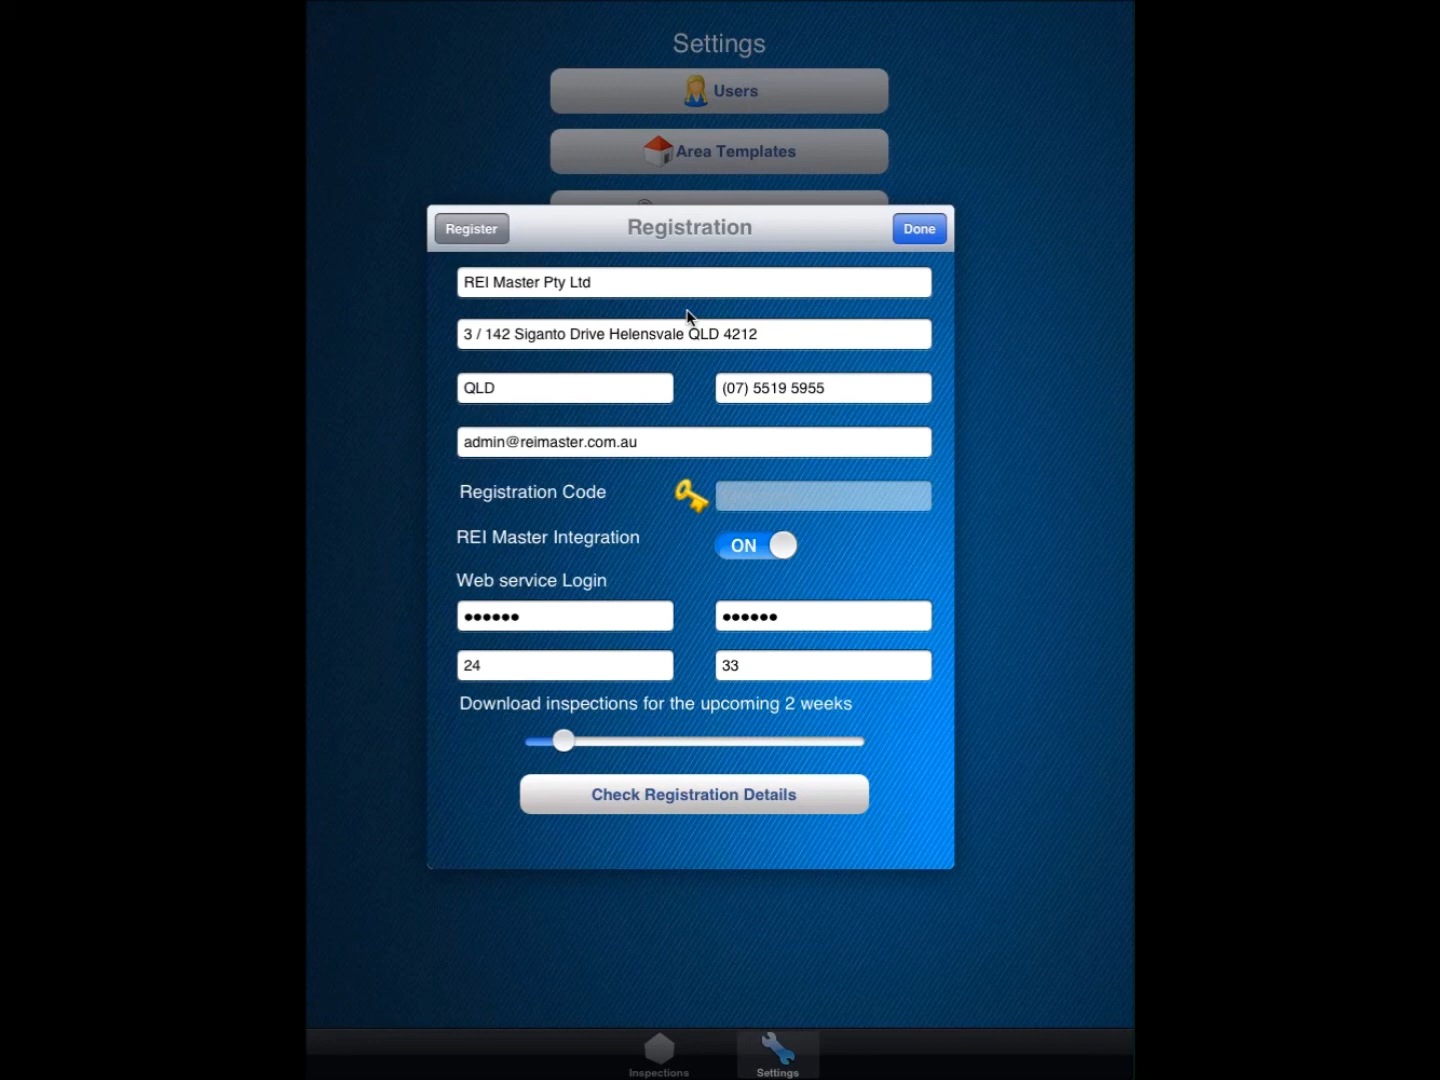 Settings
Users
Area Templates
Register
Registration
Done
REI Master Pty Ltd
3 / 142 Siganto Drive Helensvale QLD 4212
QLD
(07) 5519 5955
admin@reimaster.com.au
Registration Code
REI Master Integration
ON
Web service Login
●●●●●●
●●●●●●
24
33
Download inspections for the upcoming 2 weeks
Check Registration Details
Inspections
Settings